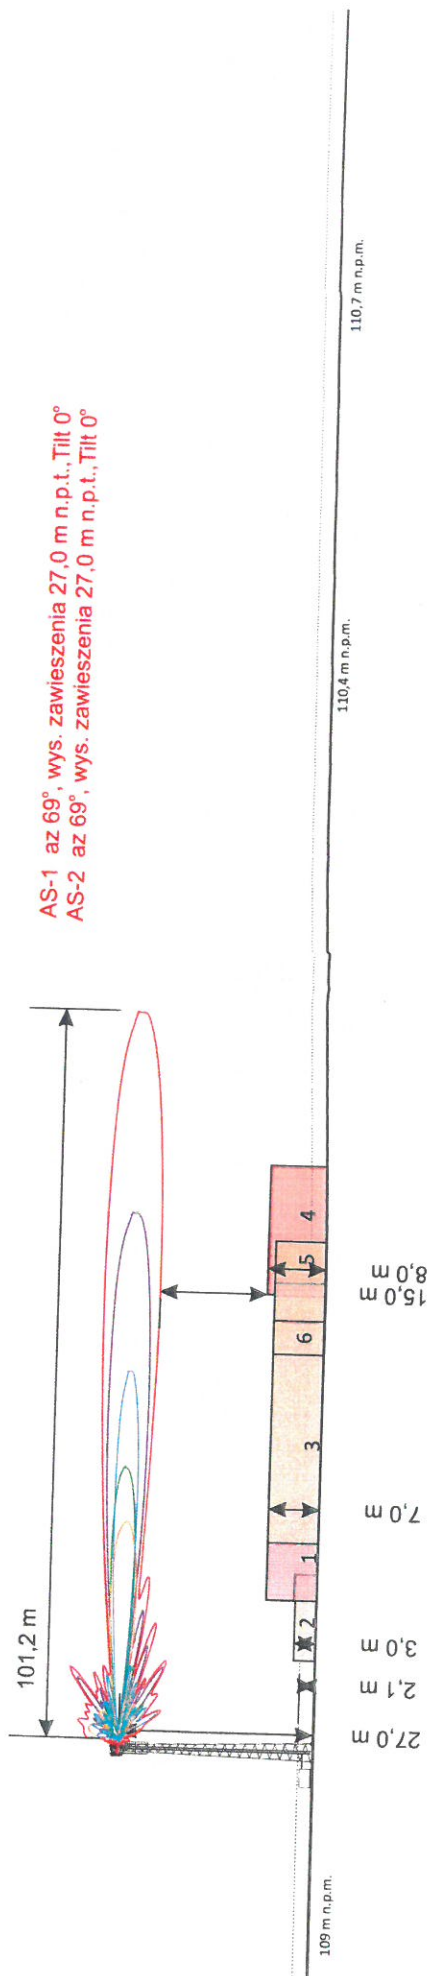 AS-1 az 69°, wys. zawieszenia 27,0 m n.p.t.,Tilt 0°
AS-2 az 69°, wys. zawieszenia 27,0 m n.p.t.,Tilt 0°
101,2 m
109 m n.p.m.
27,0 m
2,1 m
3,0 m
2
1
7,0 m
3
6
5
4
15,0 m
8,0 m
110,4 m n.p.m.
110,7 m n.p.m.